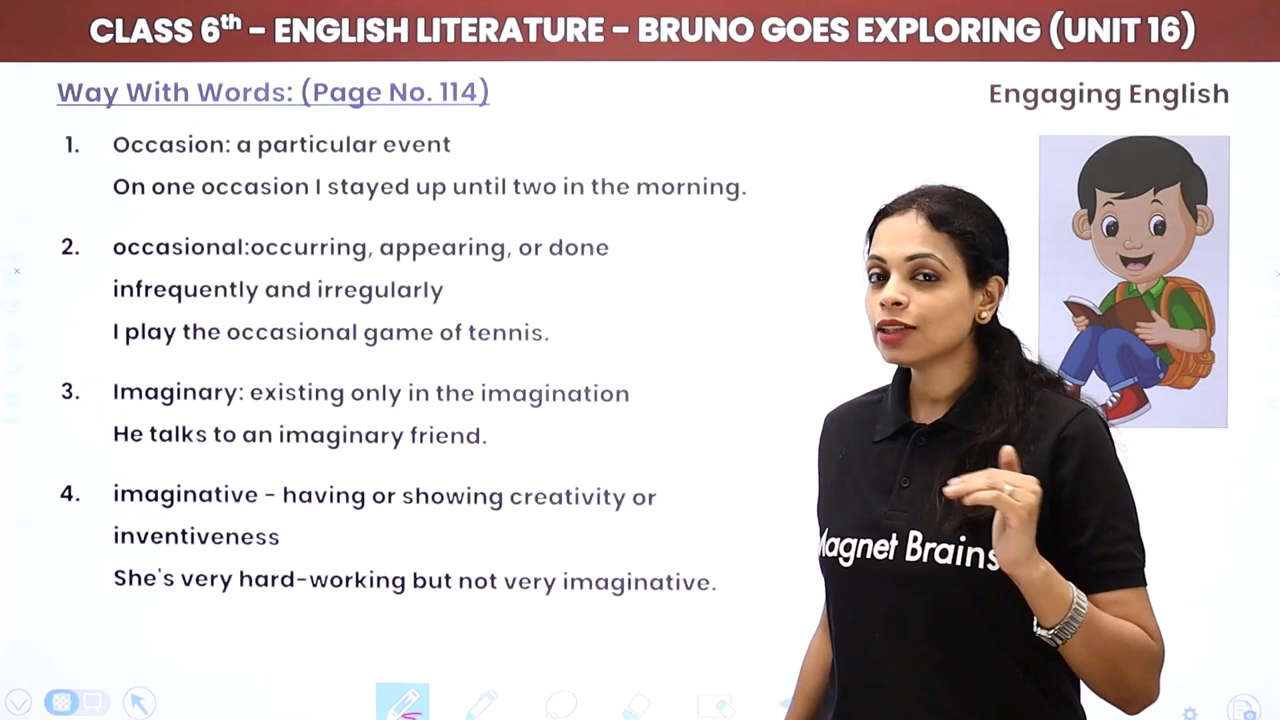 CLASS 6th – ENGLISH LITERATURE – BRUNO GOES EXPLORING (UNIT 16)
Way With Words: (Page No. 114)
Engaging English
1. Occasion: a particular event
On one occasion I stayed up until two in the morning.
2. occasional:occurring, appearing, or done
infrequently and irregularly
I play the occasional game of tennis.
3. Imaginary: existing only in the imagination
He talks to an imaginary friend.
4. imaginative - having or showing creativity or
inventiveness
She's very hard-working but not very imaginative.
Magnet Brains